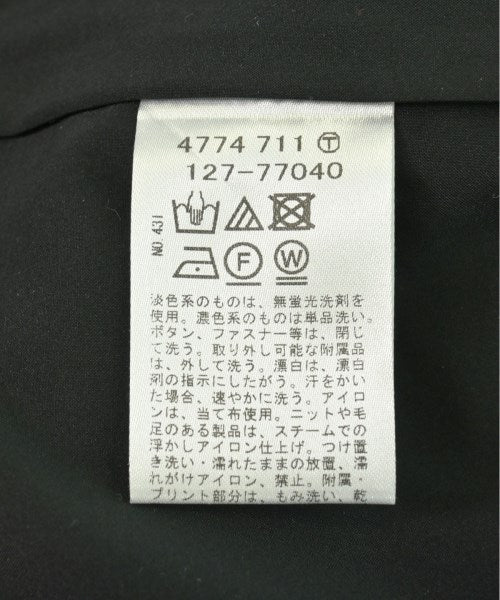 4774 711 Ⓣ
127-77040
NO.431
F W
淡色系のものは、無蛍光洗剤を
使用。濃色系のものは単品洗い。
ボタン、ファスナー等は、閉じ
て洗う。取り外し可能な附属品
は、外して洗う。漂白は、漂白
剤の指示にしたがう。汗をかい
た場合、速やかに洗う。アイロ
ンは、当て布使用。ニットや毛
足のある製品は、スチームでの
浮かしアイロン仕上げ。つけ置
き洗い・濡れたままの放置、濡
れがけアイロン、禁止。附属・
プリント部分は、もみ洗い、乾